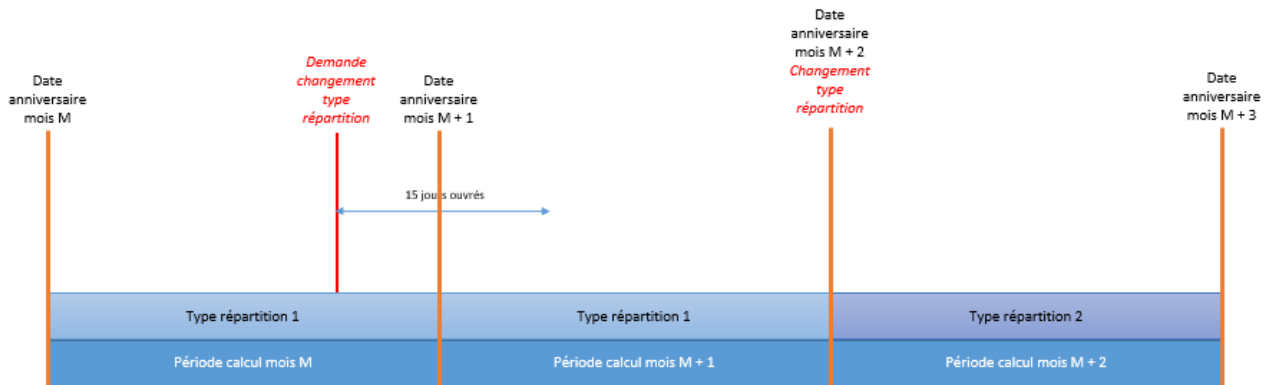 Date
anniversaire
mois M
Demande
changement
type
répartition
Date
anniversaire
mois M + 1
Date
anniversaire
mois M + 2
Changement
type
répartition
Date
anniversaire
mois M + 3
15 jours ouvrés
Type répartition 1
Type répartition 1
Type répartition 2
Période calcul mois M
Période calcul mois M + 1
Période calcul mois M + 2